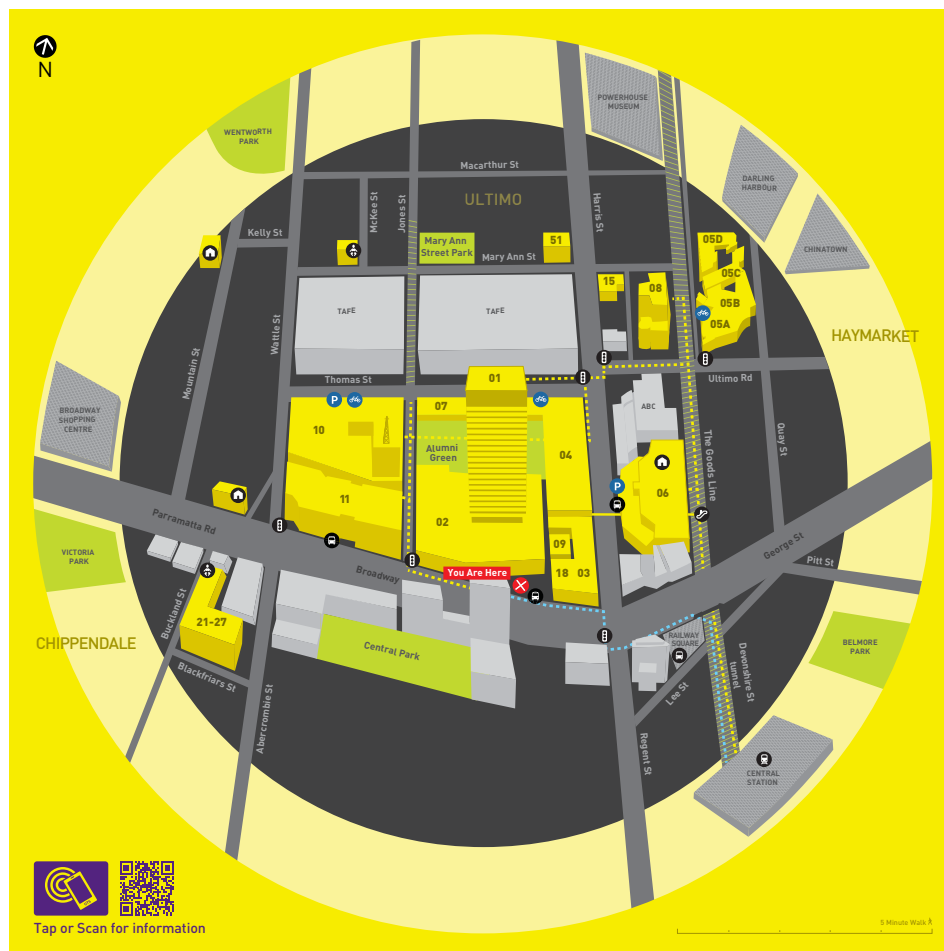 N
POWERHOUSE
MUSEUM
WENTWORTH
PARK
Macarthur St
DARLING
HARBOUR
ULTIMO
McKee St
Jones St
Harris St
CHINATOWN
Kelly St
Mary Ann
Street Park
51
Mary Ann St
05D
05C
05B
05A
15
08
TAFE
TAFE
HAYMARKET
Wattle St
Mountain St
Thomas St
01
Ultimo Rd
BROADWAY
SHOPPING
CENTRE
P
07
ABC
10
Alumni
Green
04
The Goods Line
Quay St
11
P
06
02
Parramatta Rd
09
George St
VICTORIA
PARK
Broadway
You Are Here
18
03
Pitt St
Buckland St
21-27
CHIPPENDALE
Central Park
RAILWAY
SQUARE
BELMORE
PARK
Devonshire St
tunnel
Blackfriars St
Abercrombie St
Lee St
Regent St
CENTRAL
STATION
Tap or Scan for information
5 Minute Walk